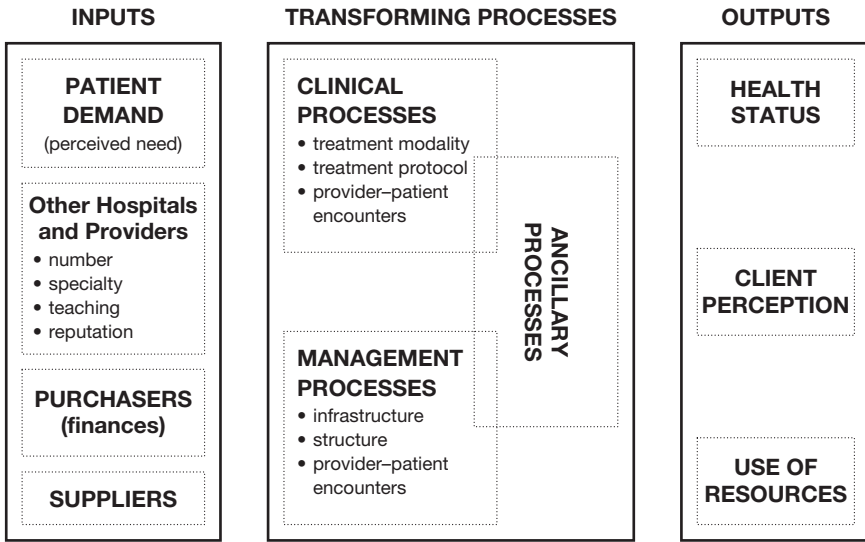 INPUTS
PATIENT
DEMAND
(perceived need)
Other Hospitals
and Providers
• number
• specialty
• teaching
• reputation
PURCHASERS
(finances)
SUPPLIERS
TRANSFORMING PROCESSES
CLINICAL
PROCESSES
• treatment modality
• treatment protocol
• provider–patient
encounters
ANCILLARY
PROCESSES
MANAGEMENT
PROCESSES
• infrastructure
• structure
• provider–patient
encounters
OUTPUTS
HEALTH
STATUS
CLIENT
PERCEPTION
USE OF
RESOURCES